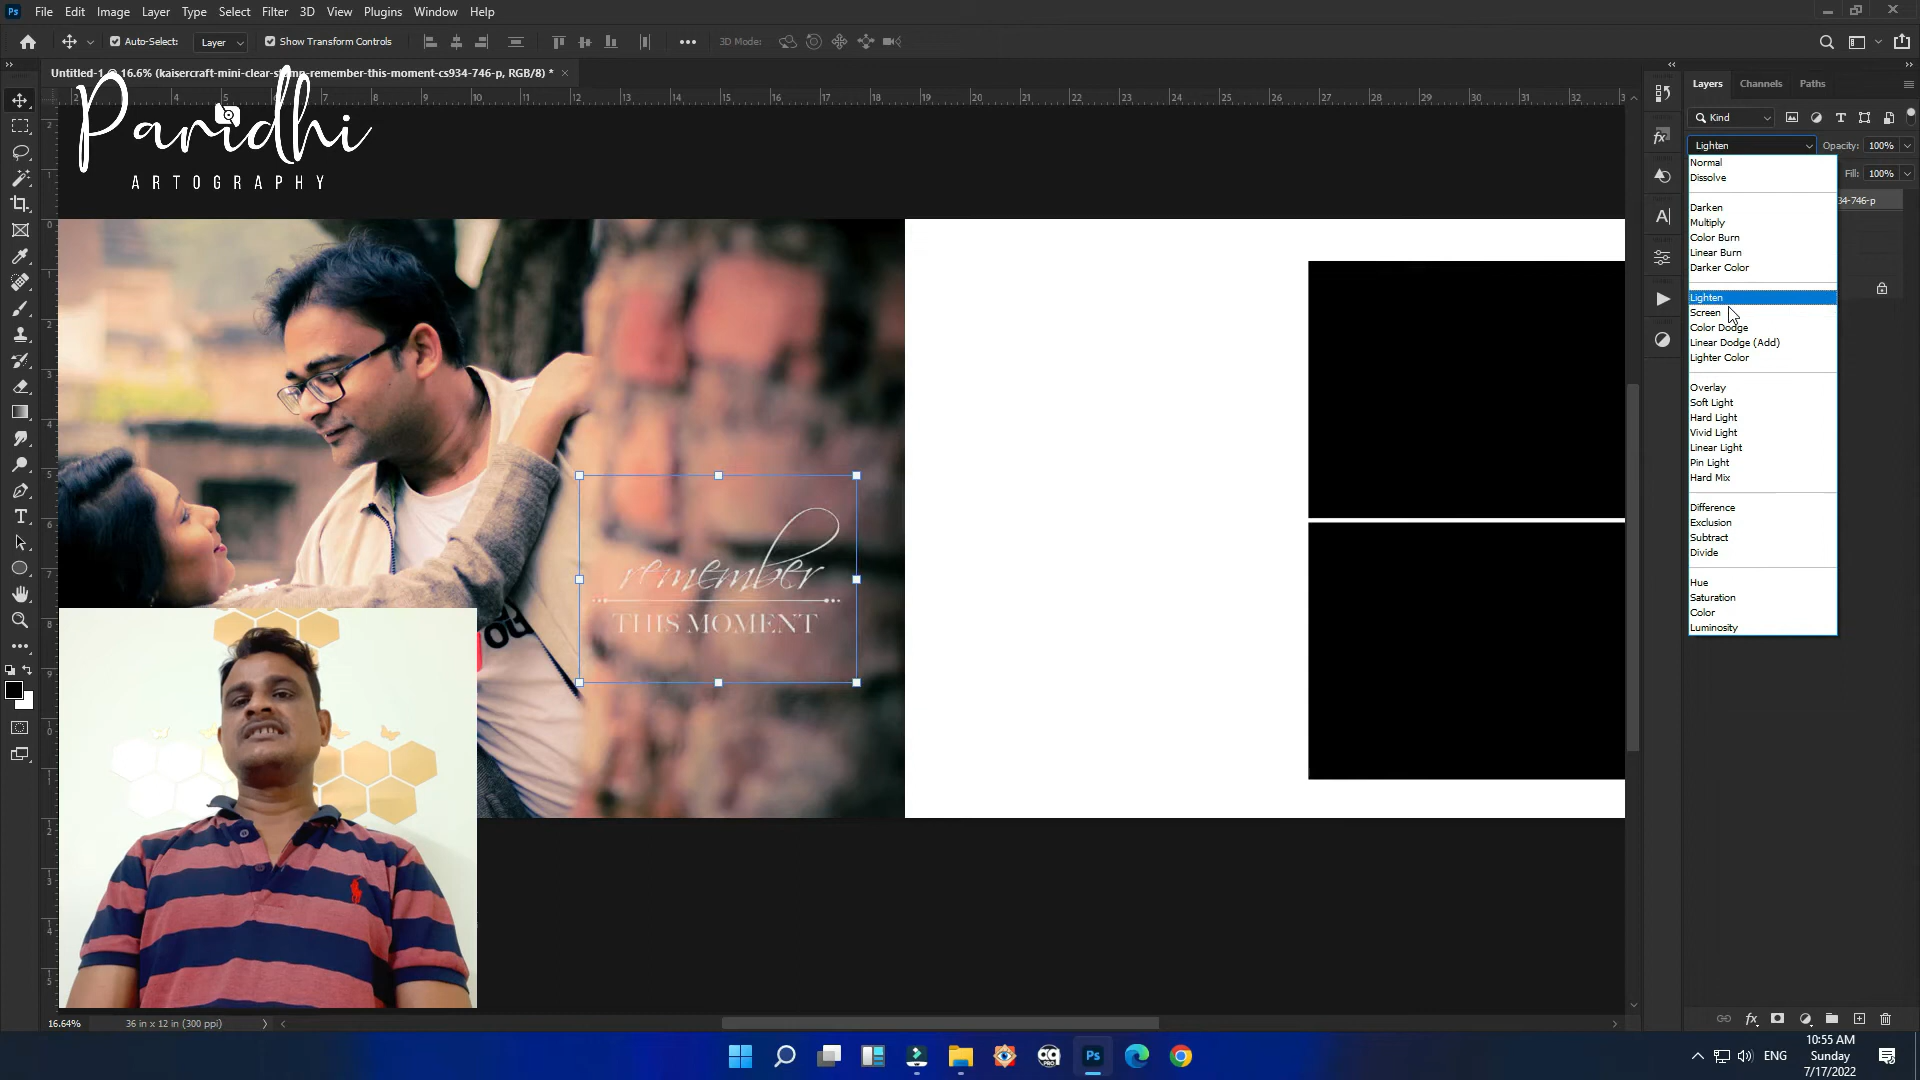 Ps File Edit Image Layer Type Select Filter 3D View Plugins Window Help
Auto-Select: Layer Show Transform Controls 3D Mode:
Untitled-1 @ 16.6% (kaisercraft-mini-clear-stamp-remember-this-moment-cs934-746-p, RGB/8) *
Paridhi
ARTOGRAPHY
remember
THIS MOMENT
Layers Channels Paths
Kind
Lighten Opacity: 100%
Fill: 100%
34-746-p
Normal
Dissolve
Darken
Multiply
Color Burn
Linear Burn
Darker Color
Lighten
Screen
Color Dodge
Linear Dodge (Add)
Lighter Color
Overlay
Soft Light
Hard Light
Vivid Light
Linear Light
Pin Light
Hard Mix
Difference
Exclusion
Subtract
Divide
Hue
Saturation
Color
Luminosity
16.64% 36 in x 12 in (300 ppi)
ENG
10:55 AM
Sunday
7/17/2022